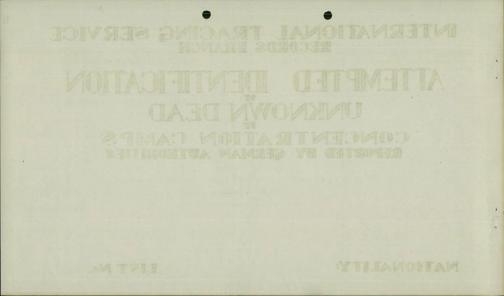 INTERNATIONAL TRACING SERVICE
RECORDS BRANCH
ATTEMPTED IDENTIFICATION
OF
UNKNOWN DEAD
IN
CONCENTRATION CAMPS
REPORTED BY GERMAN AUTHORITIES
NATIONALITY:
LIST No.